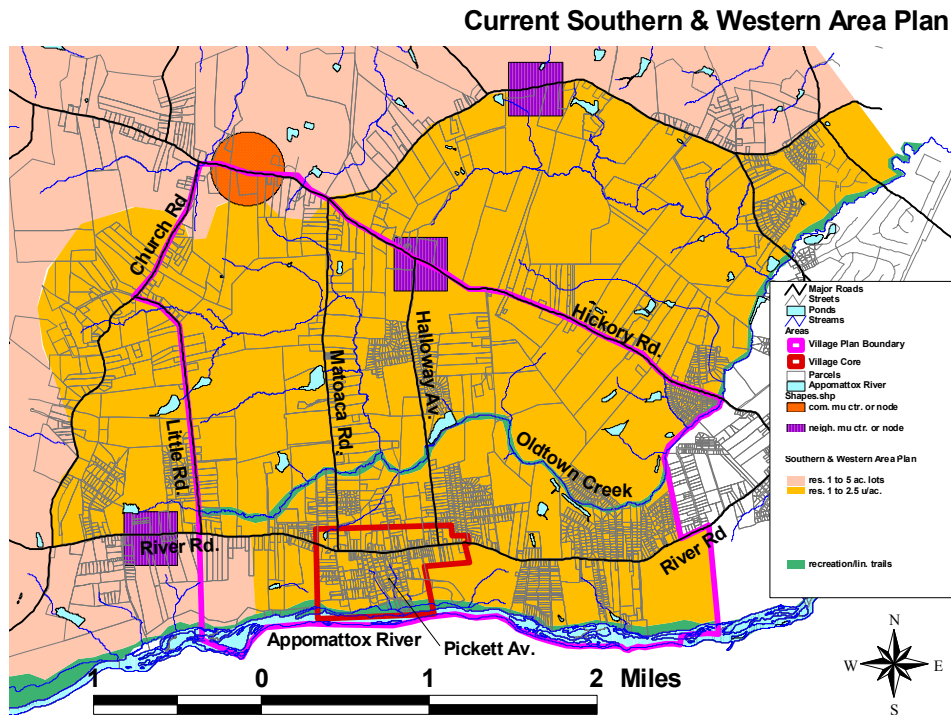 Current Southern & Western Area Plan
Church Rd
Hickory Rd.
Matoaca Rd.
Halloway Av.
Little Rd.
Oldtown Creek
River Rd.
River Rd
Appomattox River
Pickett Av.
Major Roads
Streets
Ponds
Streams
Areas
Village Plan Boundary
Village Core
Parcels
Appomattox River
Shapes.shp
com. mu ctr. or node
neigh. mu ctr. or node
Southern & Western Area Plan
res. 1 to 5 ac. lots
res. 1 to 2.5 u/ac.
recreation/lin. trails
1 0 1 2 Miles
N
W E
S